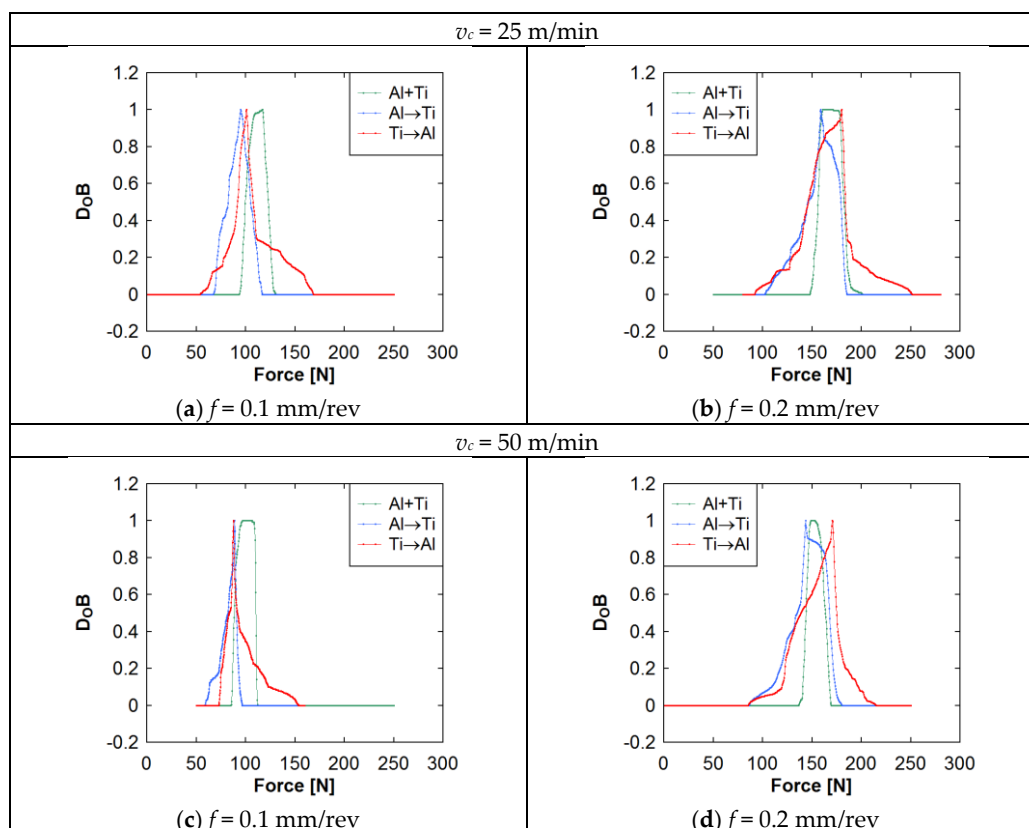 v_c = 25 m/min
1.2
1
0.8
0.6
0.4
0.2
0
-0.2
DoB
Al+Ti
Al→Ti
Ti→Al
0 50 100 150 200 250 300
Force [N]
(a) f = 0.1 mm/rev
1.2
1
0.8
0.6
0.4
0.2
0
-0.2
DoB
Al+Ti
Al→Ti
Ti→Al
0 50 100 150 200 250 300
Force [N]
(b) f = 0.2 mm/rev
v_c = 50 m/min
1.2
1
0.8
0.6
0.4
0.2
0
-0.2
DoB
Al+Ti
Al→Ti
Ti→Al
0 50 100 150 200 250 300
Force [N]
(c) f = 0.1 mm/rev
1.2
1
0.8
0.6
0.4
0.2
0
-0.2
DoB
Al+Ti
Al→Ti
Ti→Al
0 50 100 150 200 250 300
Force [N]
(d) f = 0.2 mm/rev